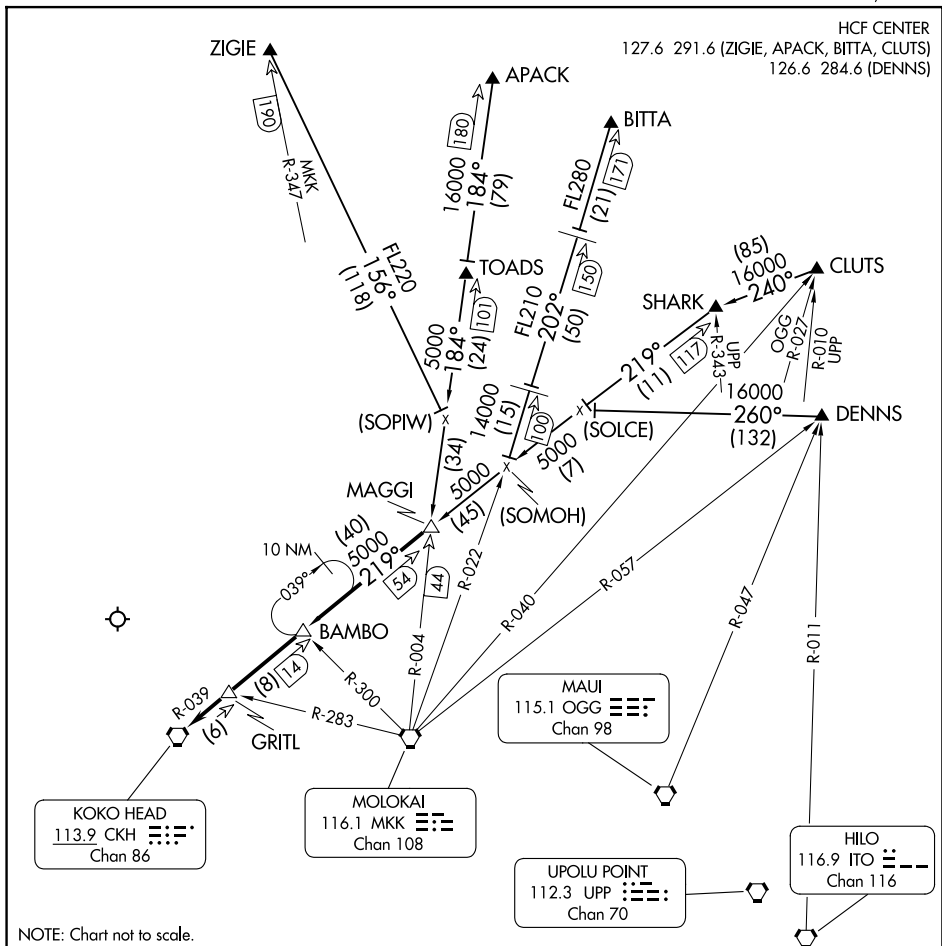 HCF CENTER
127.6 291.6 (ZIGIE, APACK, BITTA, CLUTS)
126.6 284.6 (DENNS)
ZIGIE
190
MKK
R-347
FL220
156°
(118)
APACK
180
16000
184°
(79)
TOADS
101
5000
184°
(24)
(SOPIW)
(34)
BITTA
171
FL280
(21)
150
FL210
202°
(50)
14000
(15)
100
CLUTS
(85)
16000
240°
SHARK
117
219°
(11)
UPP
R-343
OGG
R-027
R-010
UPP
DENNS
16000
260°
(132)
(SOLCE)
5000
(7)
(SOMOH)
5000
(45)
MAGGI
(40)
5000
219°
54
44
10 NM
039°
BAMBO
(8)
14
R-039
(6)
GRITL
R-283
R-300
R-004
R-022
R-040
R-057
R-047
R-011
KOKO HEAD
113.9 CKH
Chan 86
MOLOKAI
116.1 MKK
Chan 108
MAUI
115.1 OGG
Chan 98
UPOLU POINT
112.3 UPP
Chan 70
HILO
116.9 ITO
Chan 116
NOTE: Chart not to scale.